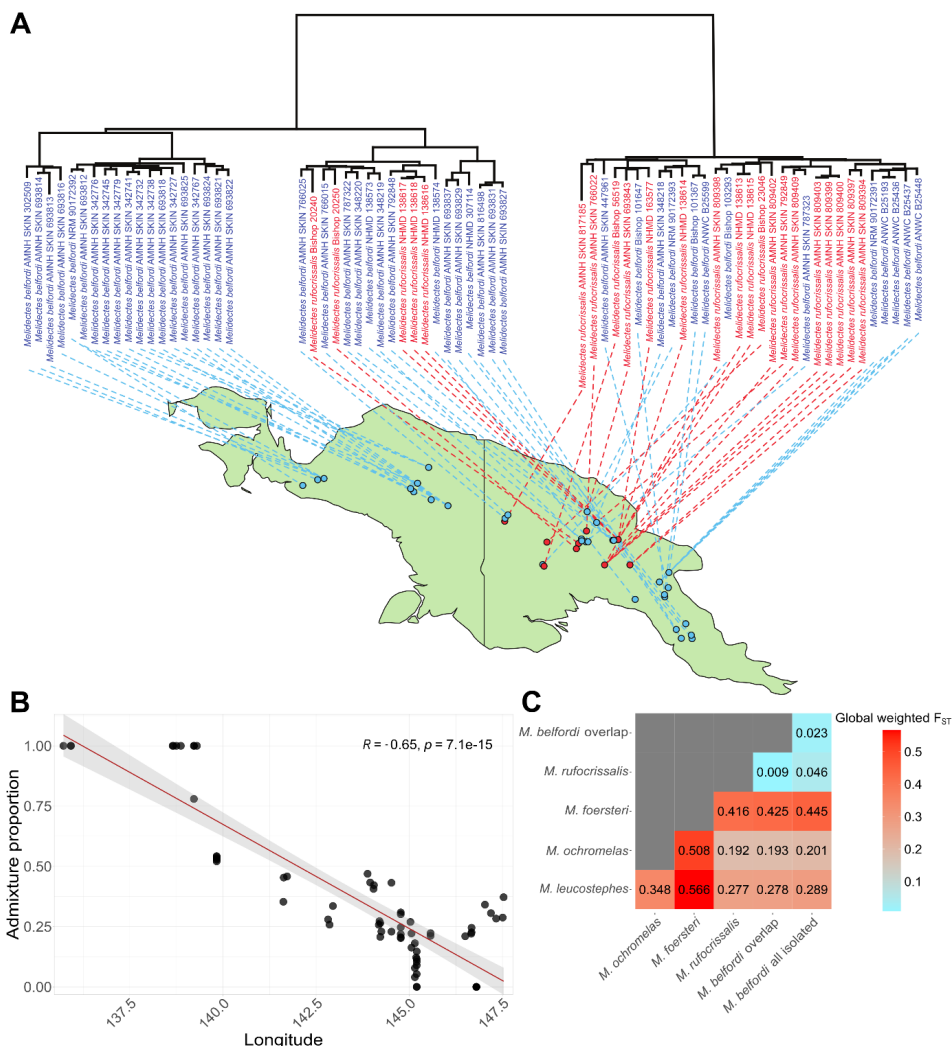 A
Melidectes belfordi AMNH SKIN 302509
Melidectes belfordi AMNH SKIN 693814
Melidectes belfordi AMNH SKIN 693813
Melidectes belfordi AMNH SKIN 693816
Melidectes belfordi NRM 90172392
Melidectes belfordi AMNH SKIN 693812
Melidectes belfordi AMNH SKIN 342776
Melidectes belfordi AMNH SKIN 342745
Melidectes belfordi AMNH SKIN 342779
Melidectes belfordi AMNH SKIN 342741
Melidectes belfordi AMNH SKIN 342732
Melidectes belfordi AMNH SKIN 342738
Melidectes belfordi AMNH SKIN 693818
Melidectes belfordi AMNH SKIN 342727
Melidectes belfordi AMNH SKIN 693825
Melidectes belfordi AMNH SKIN 342767
Melidectes belfordi AMNH SKIN 693824
Melidectes belfordi AMNH SKIN 693821
Melidectes belfordi AMNH SKIN 693822
Melidectes belfordi AMNH SKIN 766025
Melidectes rufocrissalis Bishop 20240
Melidectes belfordi AMNH SKIN 766015
Melidectes rufocrissalis Bishop 20250
Melidectes belfordi AMNH SKIN 787322
Melidectes belfordi AMNH SKIN 348220
Melidectes belfordi NHMD 138573
Melidectes belfordi AMNH SKIN 348219
Melidectes belfordi AMNH SKIN 792848
Melidectes rufocrissalis NHMD 138617
Melidectes rufocrissalis NHMD 138618
Melidectes rufocrissalis NHMD 138616
Melidectes belfordi NHMD 138574
Melidectes belfordi AMNH SKIN 693837
Melidectes belfordi AMNH SKIN 693829
Melidectes belfordi NHMD 307114
Melidectes belfordi AMNH SKIN 816498
Melidectes belfordi AMNH SKIN 693831
Melidectes belfordi AMNH SKIN 693827
Melidectes rufocrissalis AMNH SKIN 817185
Melidectes rufocrissalis AMNH SKIN 766022
Melidectes belfordi AMNH SKIN 447961
Melidectes rufocrissalis Bishop 69519
Melidectes rufocrissalis AMNH SKIN 693843
Melidectes belfordi Bishop 101647
Melidectes rufocrissalis NHMD 163577
Melidectes belfordi AMNH SKIN 348218
Melidectes belfordi NRM 90172393
Melidectes rufocrissalis NHMD 138614
Melidectes belfordi Bishop 101367
Melidectes belfordi ANWC B25599
Melidectes rufocrissalis AMNH SKIN 809398
Melidectes belfordi Bishop 103293
Melidectes rufocrissalis NHMD 138613
Melidectes rufocrissalis NHMD 138615
Melidectes rufocrissalis Bishop 23046
Melidectes rufocrissalis AMNH SKIN 809402
Melidectes rufocrissalis AMNH SKIN 792849
Melidectes rufocrissalis AMNH SKIN 809409
Melidectes belfordi AMNH SKIN 787323
Melidectes rufocrissalis AMNH SKIN 809403
Melidectes rufocrissalis AMNH SKIN 809399
Melidectes rufocrissalis AMNH SKIN 809400
Melidectes rufocrissalis AMNH SKIN 809397
Melidectes rufocrissalis AMNH SKIN 809394
Melidectes belfordi NRM 90172391
Melidectes belfordi ANWC B25193
Melidectes belfordi ANWC B25436
Melidectes belfordi ANWC B25437
Melidectes belfordi ANWC B25448
B
R = -0.65, p = 7.1e-15
Admixture proportion
1.00
0.75
0.50
0.25
0.00
137.5
140.0
142.5
145.0
147.5
Longitude
C
Global weighted FST
M. belfordi overlap
0.023
M. rufocrissalis
0.009
0.046
M. foersteri
0.416
0.425
0.445
M. ochromelas
0.508
0.192
0.193
0.201
M. leucostephes
0.348
0.566
0.277
0.278
0.289
M. ochromelas
M. foersteri
M. rufocrissalis
M. belfordi overlap
M. belfordi all isolated
0.5
0.4
0.3
0.2
0.1